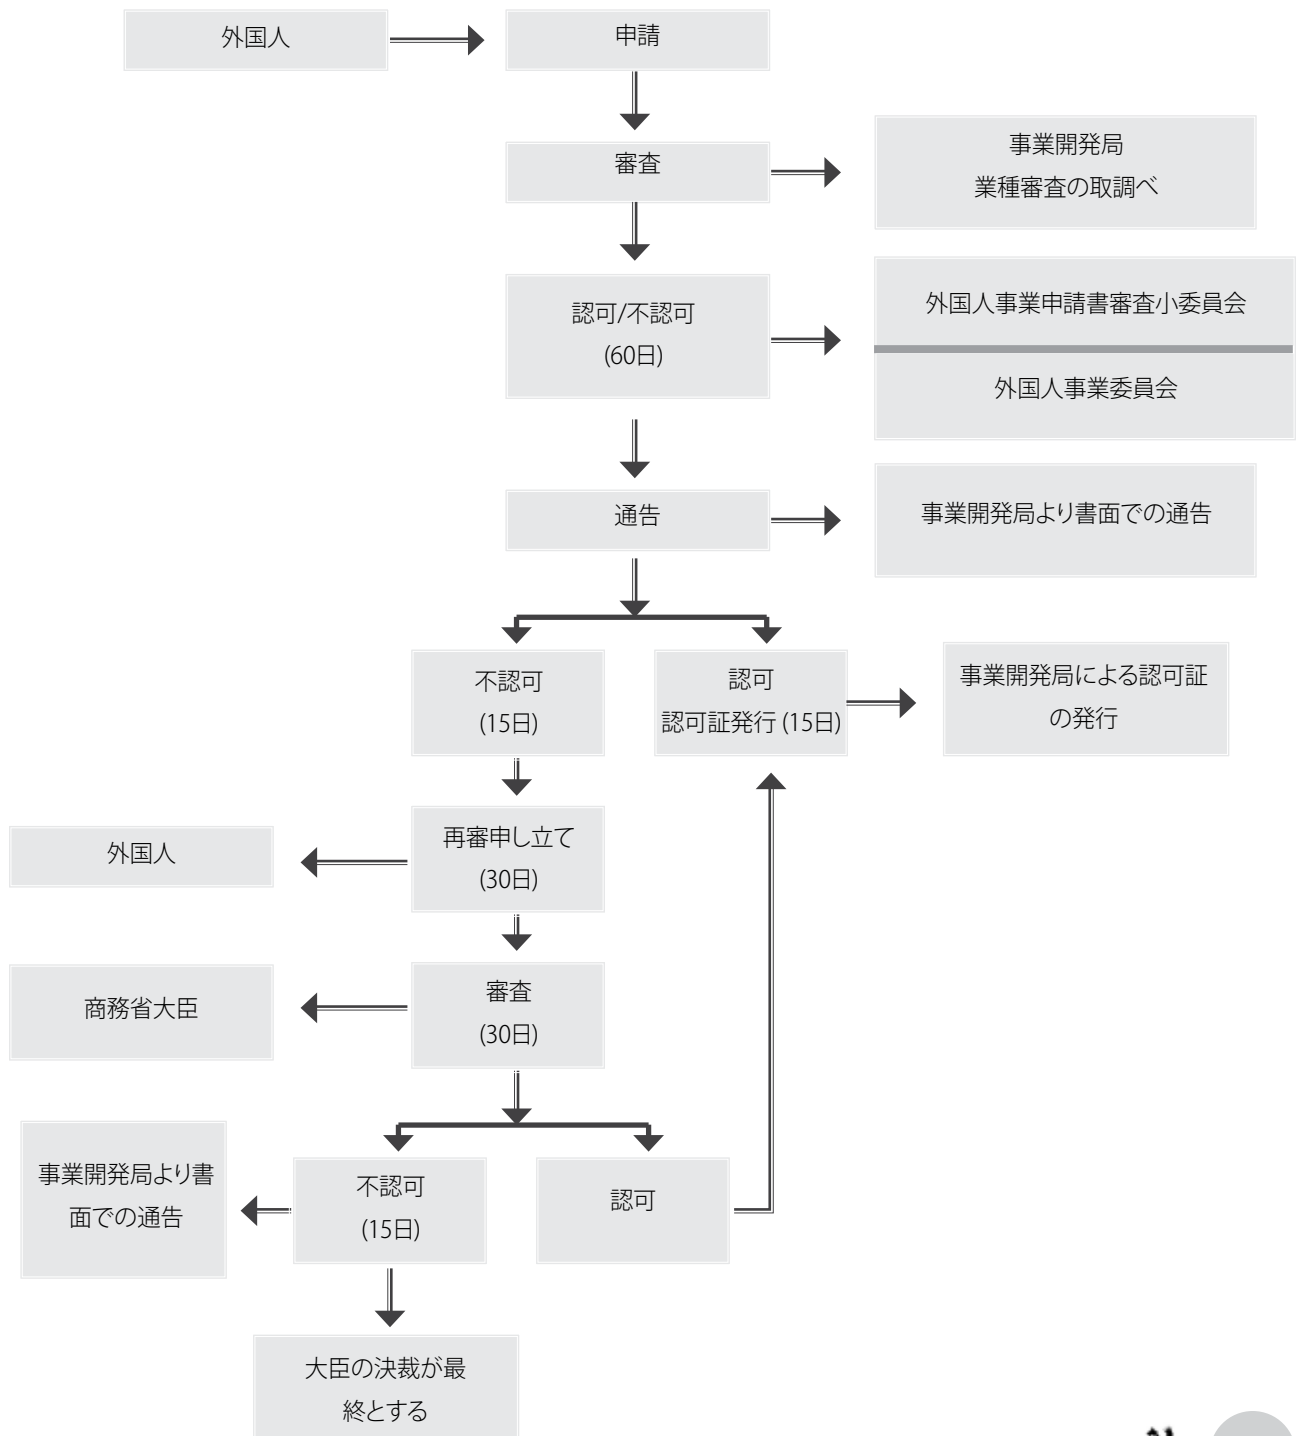 外国人
申請
審査
事業開発局
業種審査の取調べ
認可/不認可
(60日)
外国人事業申請書審査小委員会
外国人事業委員会
通告
事業開発局より書面での通告
不認可
(15日)
認可
認可証発行 (15日)
事業開発局による認可証
の発行
再審申し立て
(30日)
外国人
審査
(30日)
商務省大臣
事業開発局より書
面での通告
不認可
(15日)
認可
大臣の決裁が最
終とする